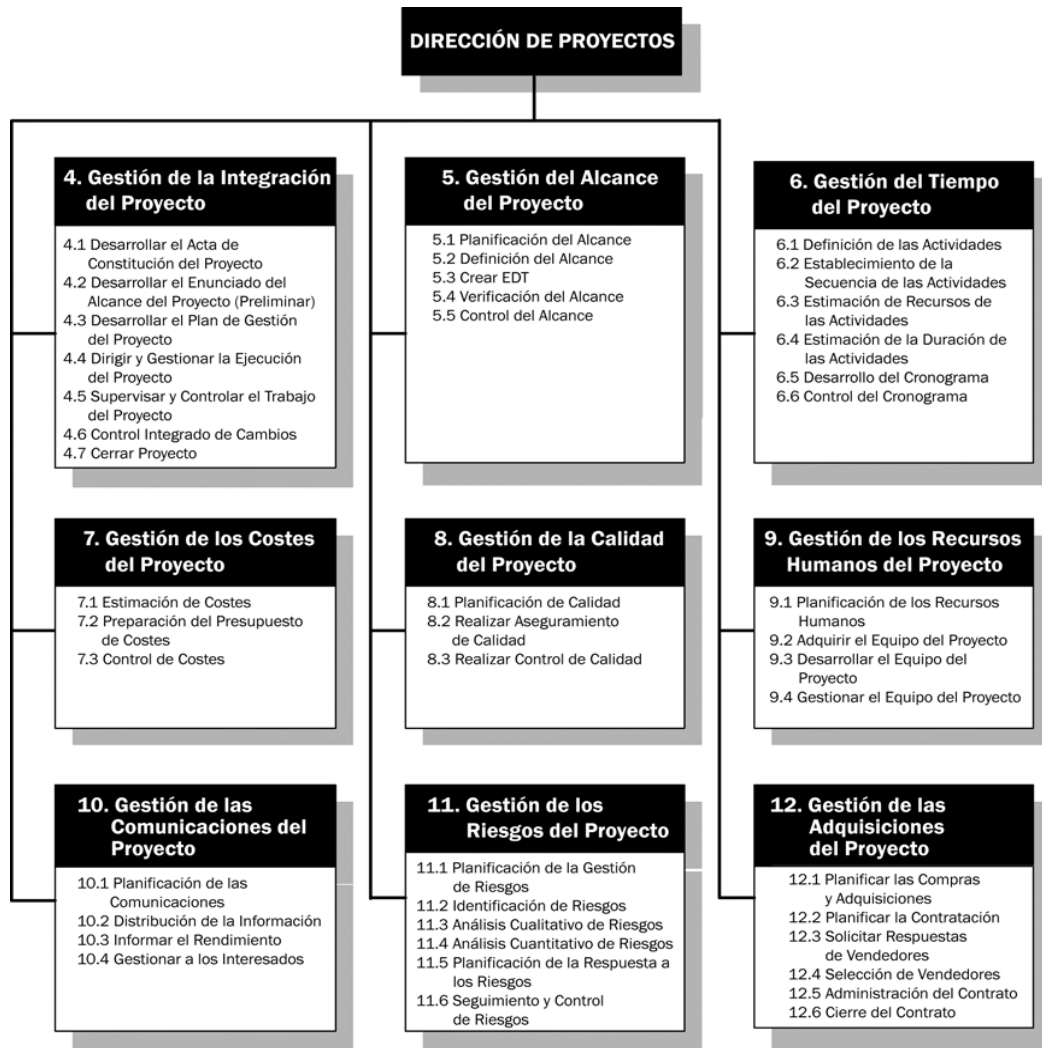 DIRECCIÓN DE PROYECTOS
4. Gestión de la Integración
del Proyecto
4.1 Desarrollar el Acta de
Constitución del Proyecto
4.2 Desarrollar el Enunciado del
Alcance del Proyecto (Preliminar)
4.3 Desarrollar el Plan de Gestión
del Proyecto
4.4 Dirigir y Gestionar la Ejecución
del Proyecto
4.5 Supervisar y Controlar el Trabajo
del Proyecto
4.6 Control Integrado de Cambios
4.7 Cerrar Proyecto
5. Gestión del Alcance
del Proyecto
5.1 Planificación del Alcance
5.2 Definición del Alcance
5.3 Crear EDT
5.4 Verificación del Alcance
5.5 Control del Alcance
6. Gestión del Tiempo
del Proyecto
6.1 Definición de las Actividades
6.2 Establecimiento de la
Secuencia de las Actividades
6.3 Estimación de Recursos de
las Actividades
6.4 Estimación de la Duración de
las Actividades
6.5 Desarrollo del Cronograma
6.6 Control del Cronograma
7. Gestión de los Costes
del Proyecto
7.1 Estimación de Costes
7.2 Preparación del Presupuesto
de Costes
7.3 Control de Costes
8. Gestión de la Calidad
del Proyecto
8.1 Planificación de Calidad
8.2 Realizar Aseguramiento
de Calidad
8.3 Realizar Control de Calidad
9. Gestión de los Recursos
Humanos del Proyecto
9.1 Planificación de los Recursos
Humanos
9.2 Adquirir el Equipo del Proyecto
9.3 Desarrollar el Equipo del
Proyecto
9.4 Gestionar el Equipo del Proyecto
10. Gestión de las
Comunicaciones del
Proyecto
10.1 Planificación de las
Comunicaciones
10.2 Distribución de la Información
10.3 Informar el Rendimiento
10.4 Gestionar a los Interesados
11. Gestión de los
Riesgos del Proyecto
11.1 Planificación de la Gestión
de Riesgos
11.2 Identificación de Riesgos
11.3 Análisis Cualitativo de Riesgos
11.4 Análisis Cuantitativo de Riesgos
11.5 Planificación de la Respuesta a
los Riesgos
11.6 Seguimiento y Control
de Riesgos
12. Gestión de las
Adquisiciones
del Proyecto
12.1 Planificar las Compras
y Adquisiciones
12.2 Planificar la Contratación
12.3 Solicitar Respuestas
de Vendedores
12.4 Selección de Vendedores
12.5 Administración del Contrato
12.6 Cierre del Contrato